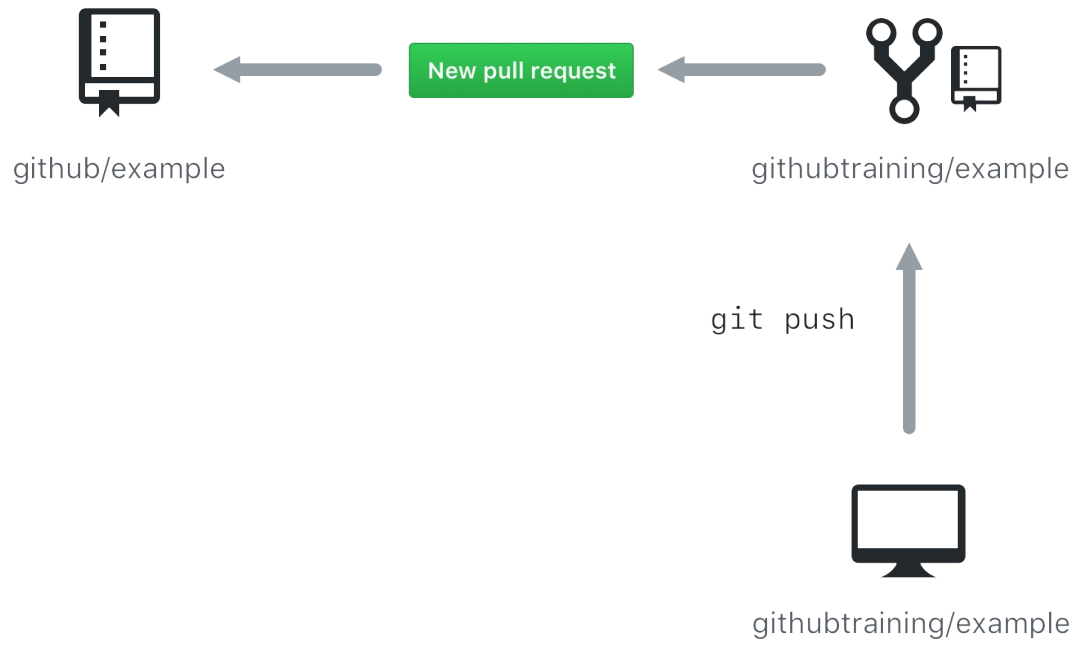 New pull request
github/example
githubtraining/example
git push
githubtraining/example